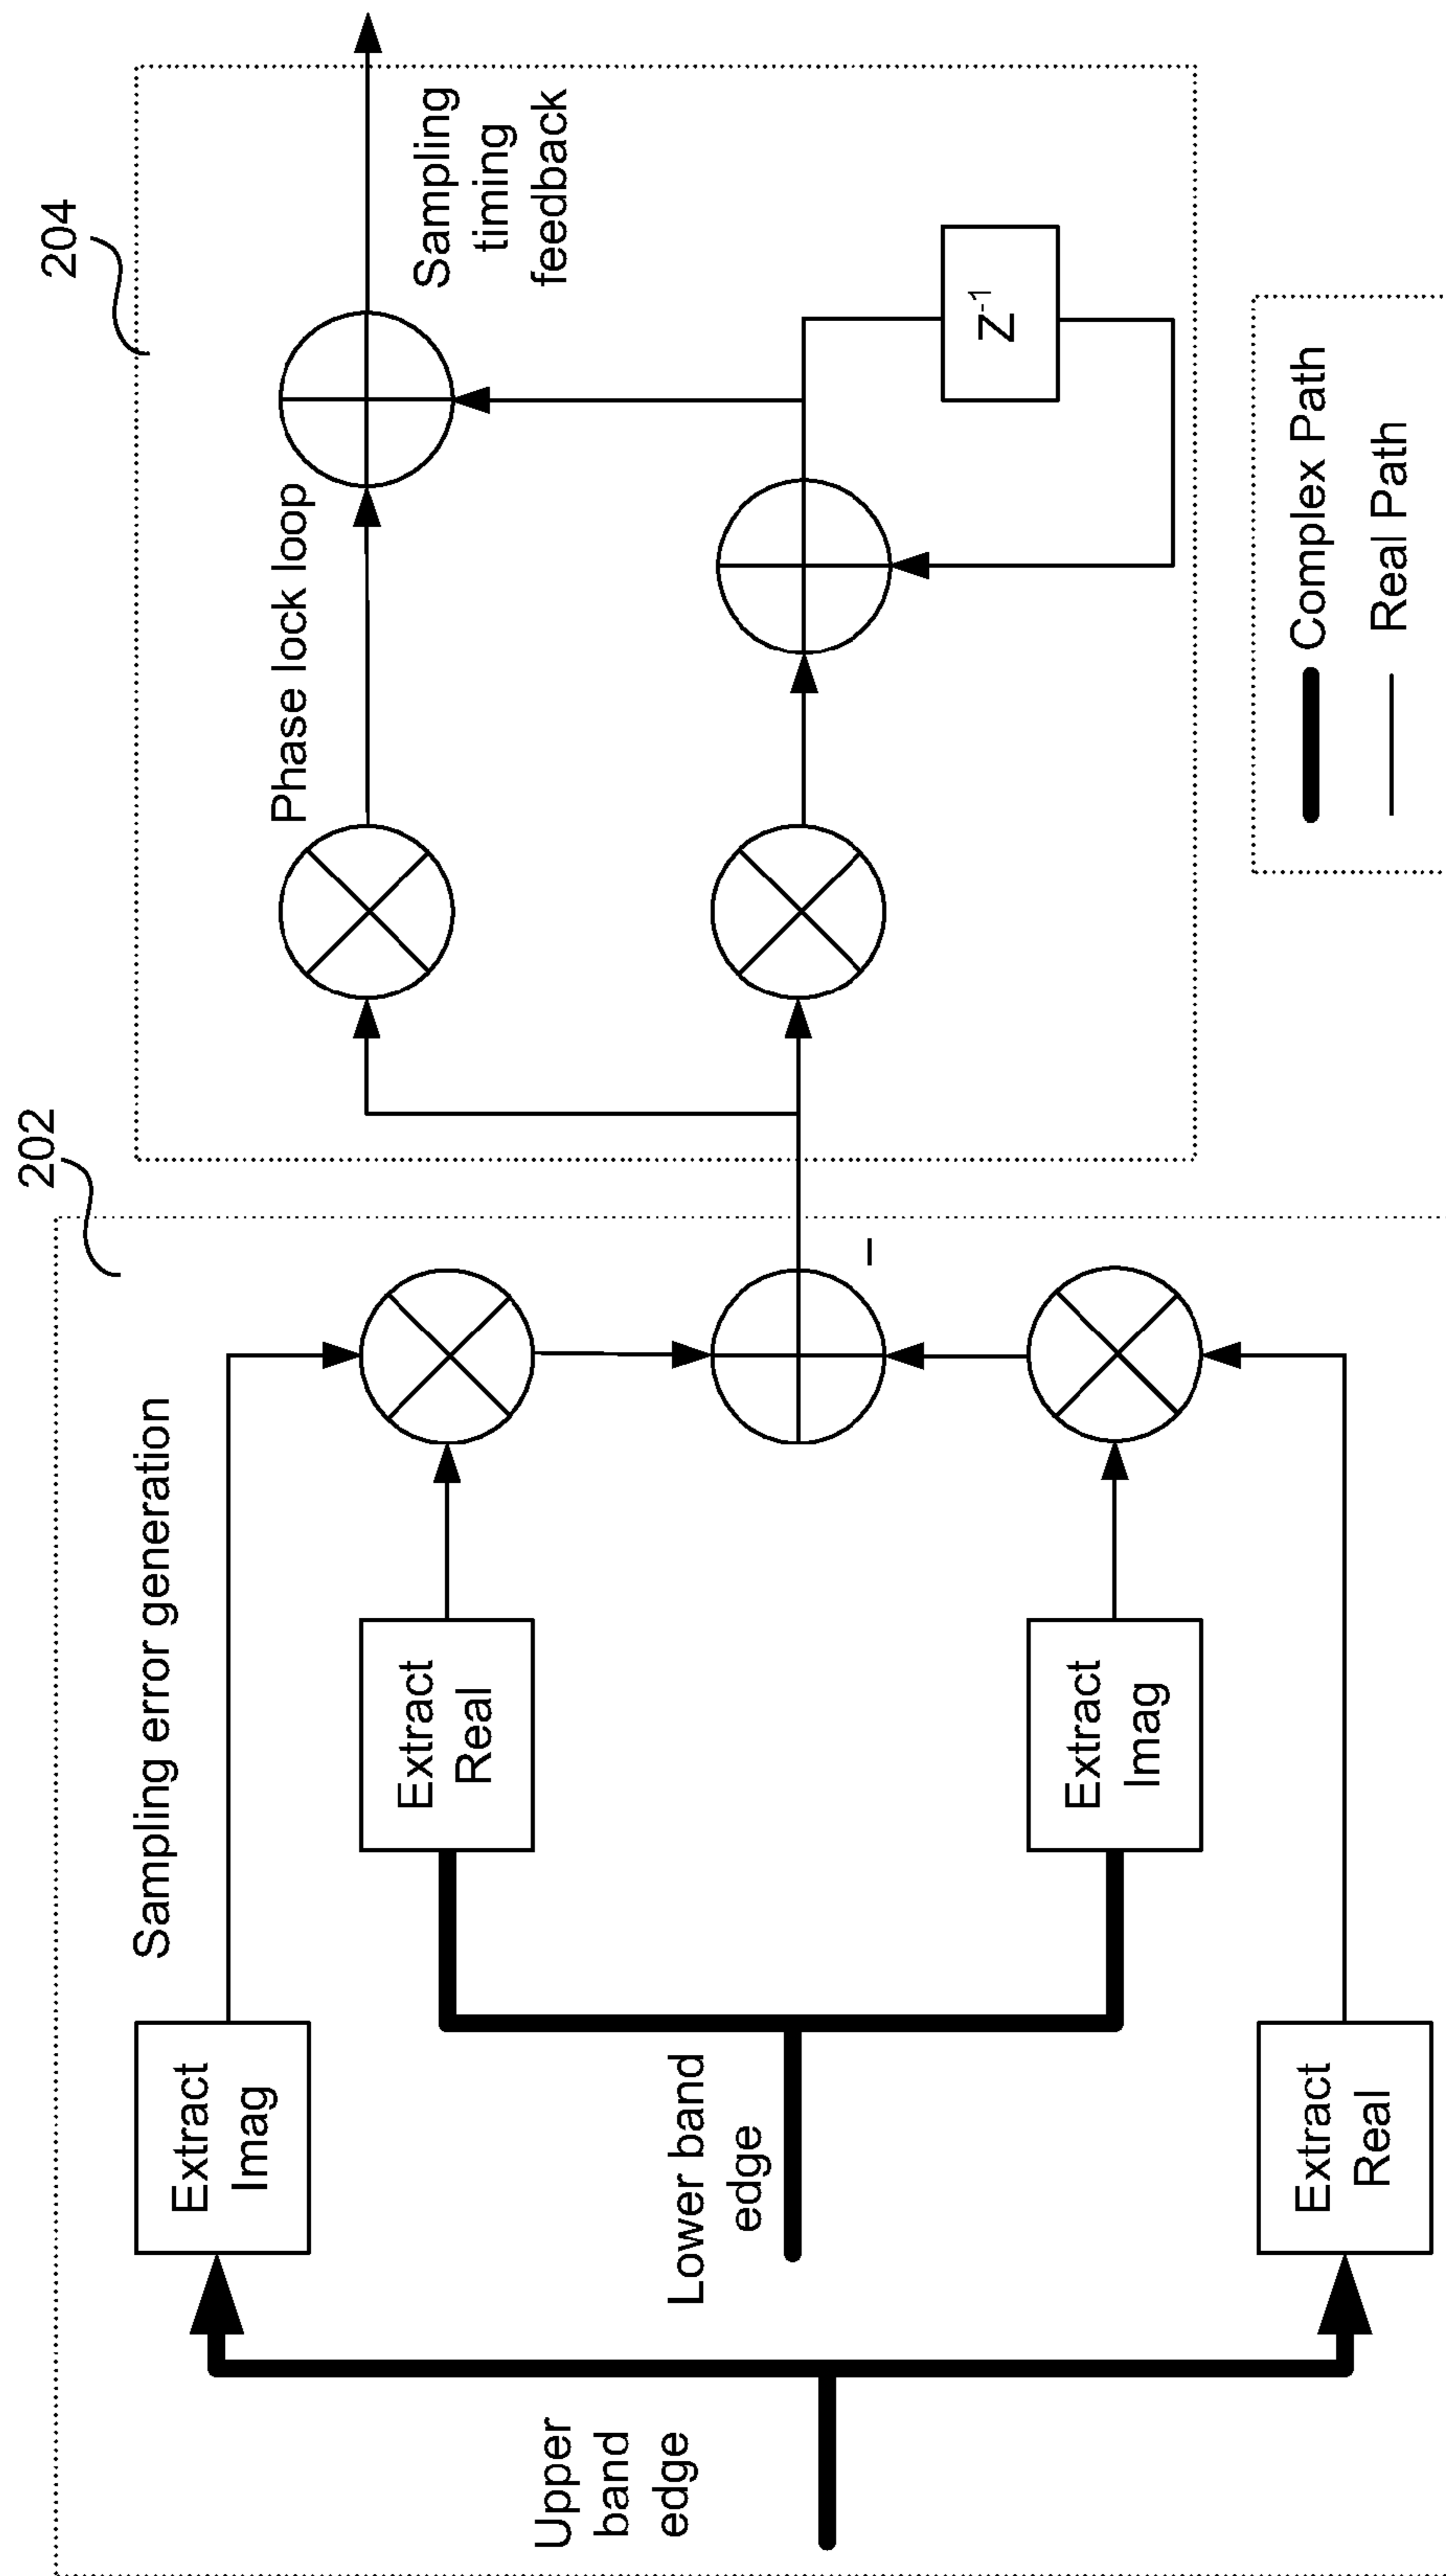 202
204
Sampling error generation
Phase lock loop
Extract
Imag
Extract
Real
Sampling
timing
feedback
Upper
band
edge
Lower band
edge
–
Z-1
Extract
Imag
Extract
Real
Complex Path
Real Path